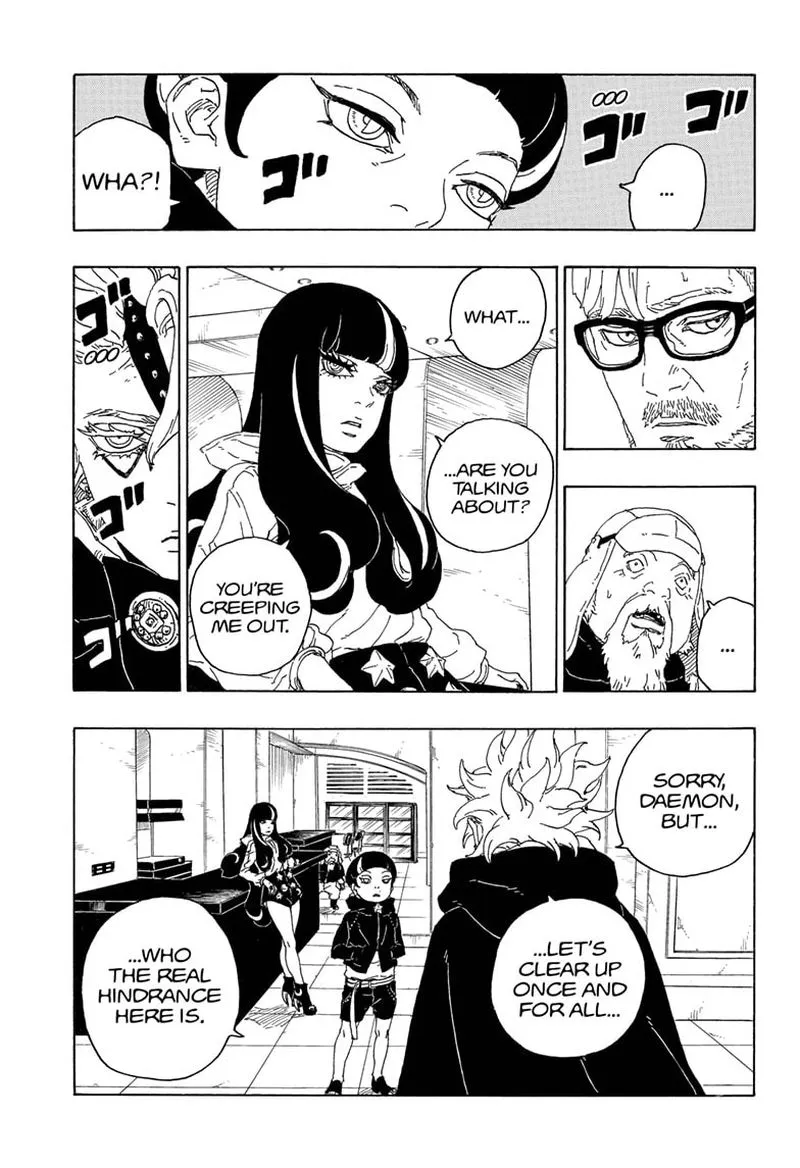 ゴ
ゴ
...
ゴ
WHA?!
WHAT...
...ARE YOU
TALKING
ABOUT?
YOU'RE
CREEPING
ME OUT.
ゴ
ゴ
ゴ
...
SORRY,
DAEMON,
BUT...
...LET'S
CLEAR UP
ONCE AND
FOR ALL...
...WHO
THE REAL
HINDRANCE
HERE IS.